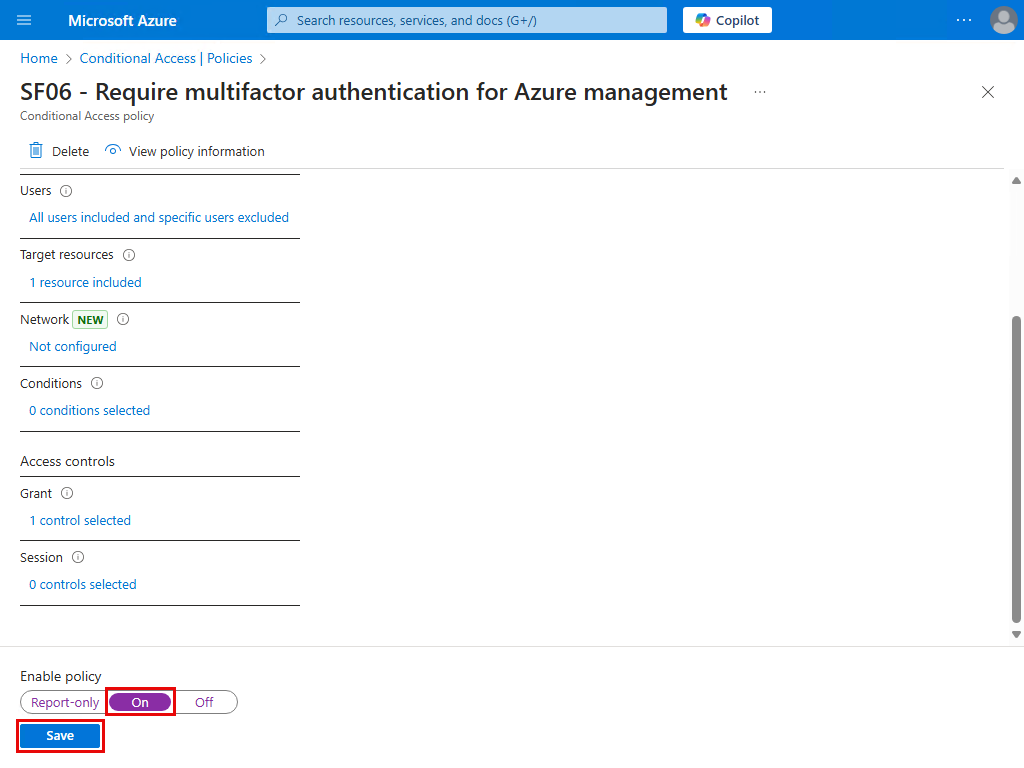 Microsoft Azure
Search resources, services, and docs (G+/)
Copilot
Home > Conditional Access | Policies >
SF06 - Require multifactor authentication for Azure management ...
Conditional Access policy
Delete View policy information
Users
All users included and specific users excluded
Target resources
1 resource included
Network NEW
Not configured
Conditions
0 conditions selected
Access controls
Grant
1 control selected
Session
0 controls selected
Enable policy
Report-only On Off
Save